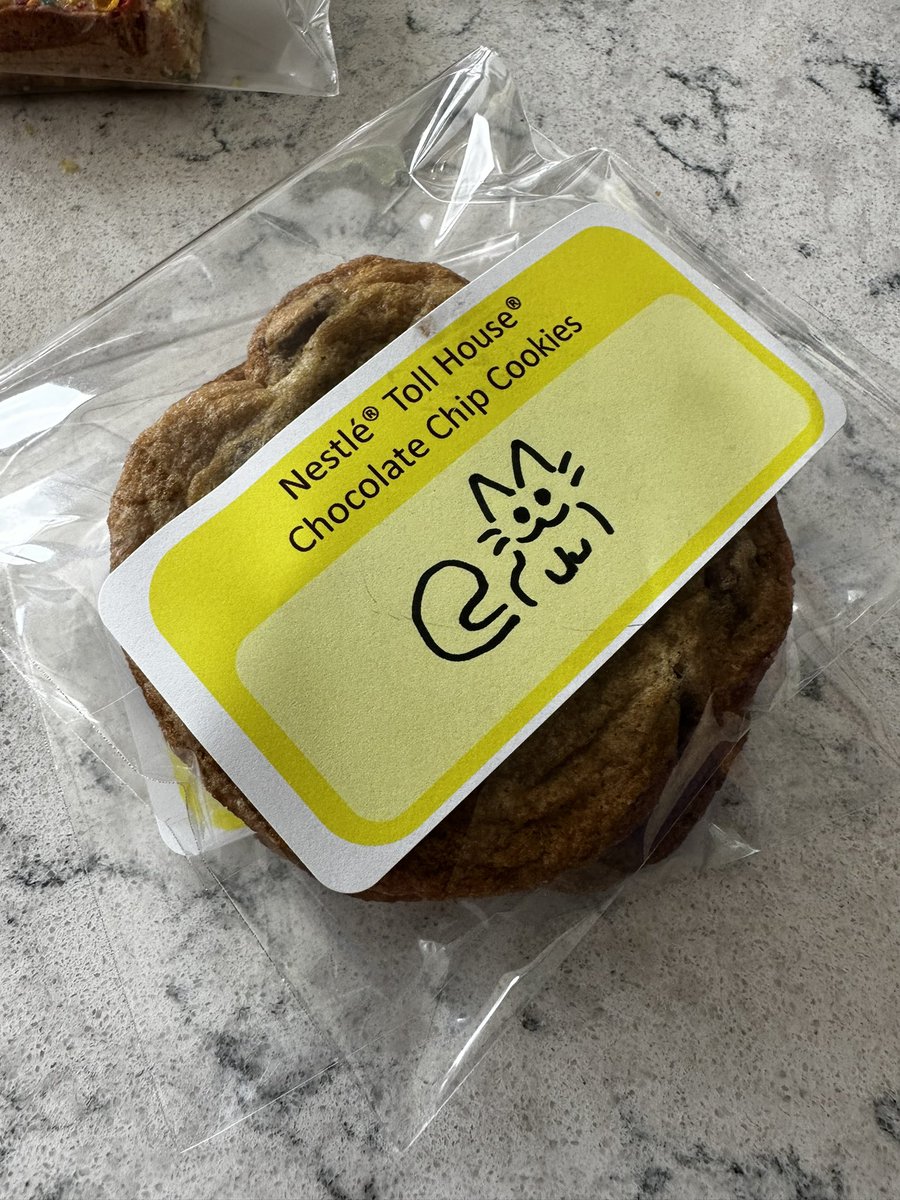 Nestlé® Toll House®
Chocolate Chip Cookies